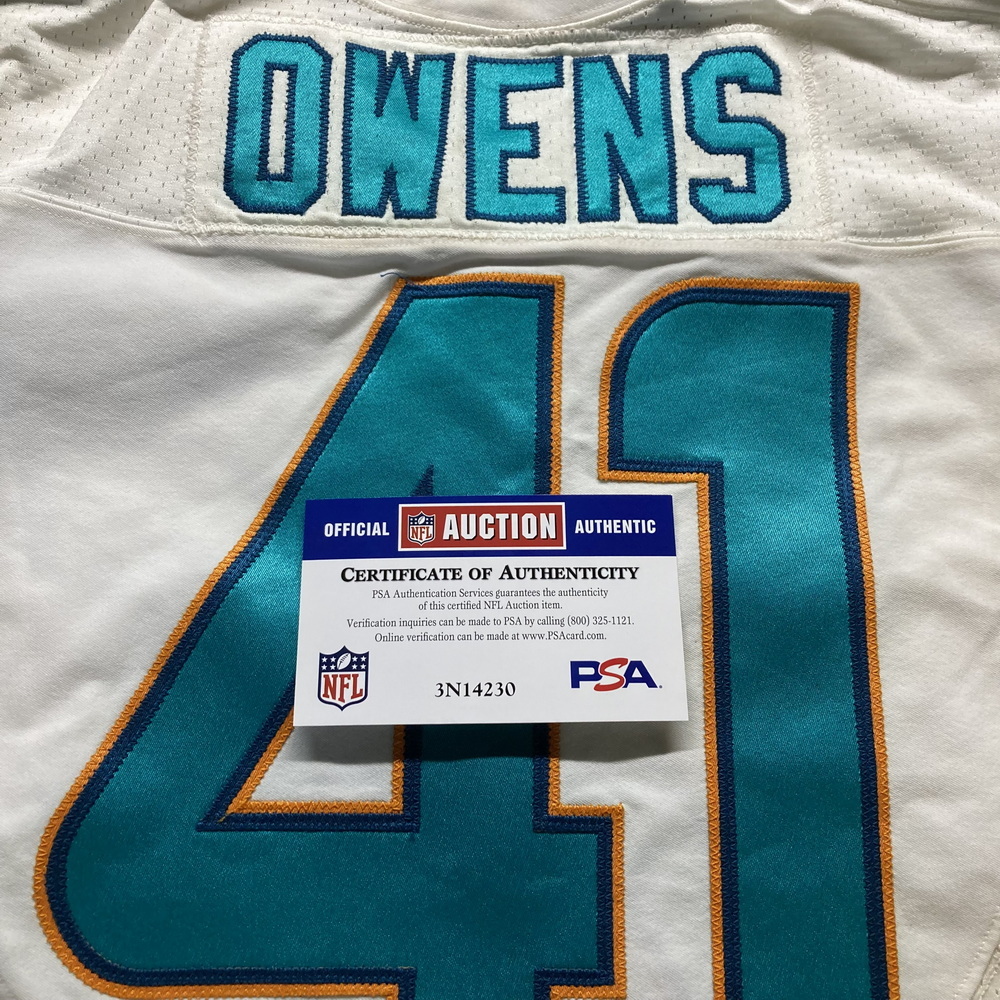 OWENS
41
OFFICIAL NFL AUCTION AUTHENTIC
CERTIFICATE OF AUTHENTICITY
PSA Authentication Services guarantees the authenticity
of this certified NFL Auction item.
Verification inquiries can be made to PSA by calling (800) 325-1121.
Online verification can be made at www.PSAcard.com.
NFL 3N14230 PSA